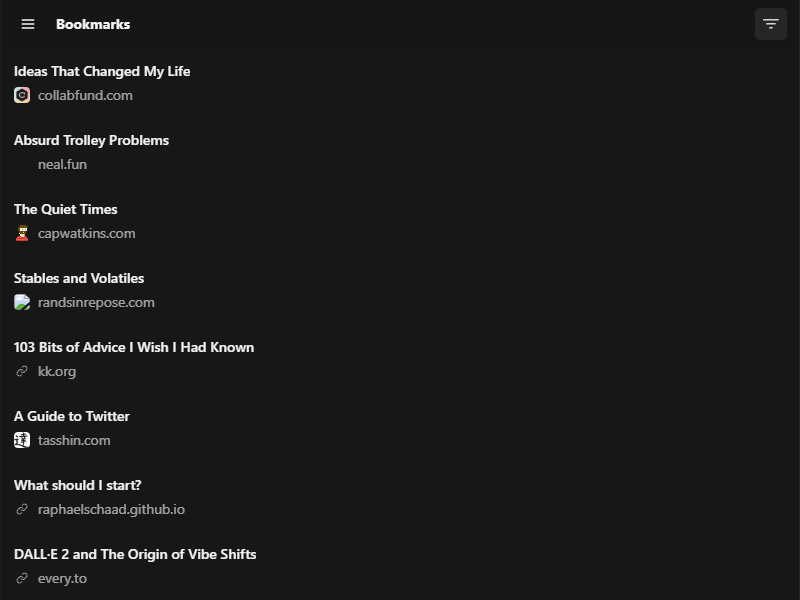 Bookmarks
Ideas That Changed My Life
collabfund.com
Absurd Trolley Problems
neal.fun
The Quiet Times
capwatkins.com
Stables and Volatiles
randsinrepose.com
103 Bits of Advice I Wish I Had Known
kk.org
A Guide to Twitter
tasshin.com
What should I start?
raphaelschaad.github.io
DALL·E 2 and The Origin of Vibe Shifts
every.to